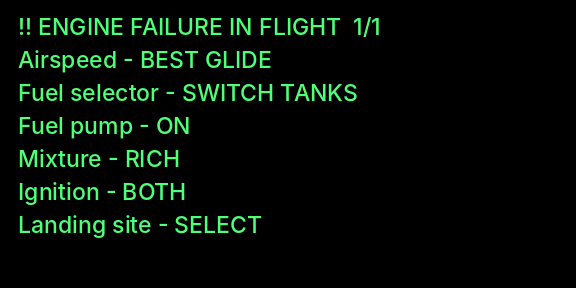 !! ENGINE FAILURE IN FLIGHT  1/1
Airspeed - BEST GLIDE
Fuel selector - SWITCH TANKS
Fuel pump - ON
Mixture - RICH
Ignition - BOTH
Landing site - SELECT